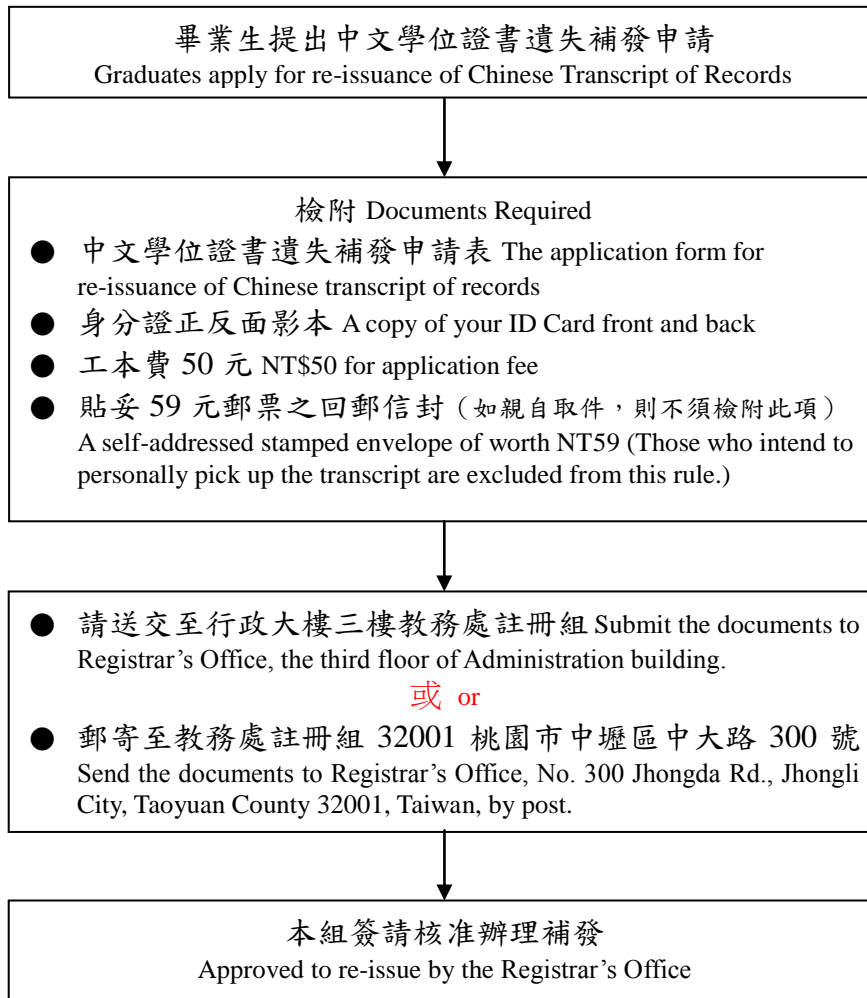 畢業生提出中文學位證書遺失補發申請
Graduates apply for re-issuance of Chinese Transcript of Records
檢附 Documents Required
● 中文學位證書遺失補發申請表 The application form for
re-issuance of Chinese transcript of records
● 身分證正反面影本 A copy of your ID Card front and back
● 工本費 50 元 NT$50 for application fee
● 貼妥 59 元郵票之回郵信封（如親自取件，則不須檢附此項）
A self-addressed stamped envelope of worth NT59 (Those who intend to
personally pick up the transcript are excluded from this rule.)
● 請送交至行政大樓三樓教務處註冊組 Submit the documents to
Registrar’s Office, the third floor of Administration building.
或 or
● 郵寄至教務處註冊組 32001 桃園市中壢區中大路 300 號
Send the documents to Registrar’s Office, No. 300 Jhongda Rd., Jhongli
City, Taoyuan County 32001, Taiwan, by post.
本組簽請核准辦理補發
Approved to re-issue by the Registrar’s Office